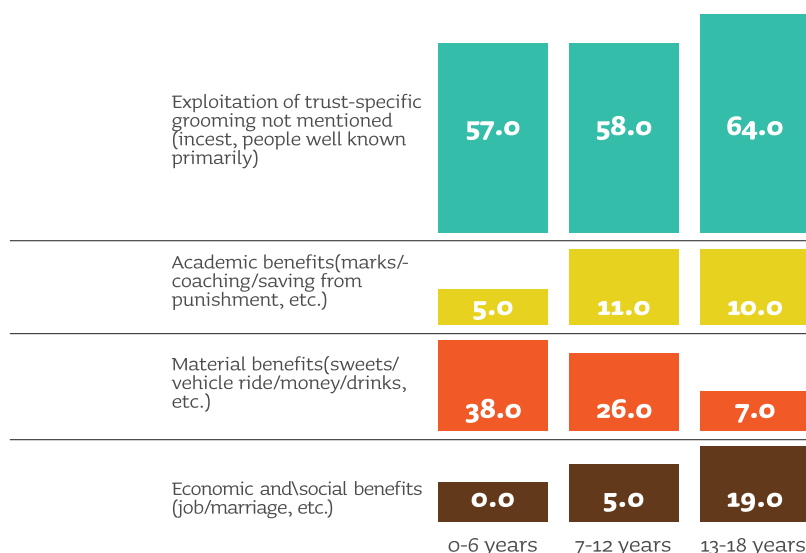 Exploitation of trust-specific
grooming not mentioned
(incest, people well known
primarily)
57.0 58.0 64.0
Academic benefits(marks/-
coaching/saving from
punishment, etc.)
5.0 11.0 10.0
Material benefits(sweets/
vehicle ride/money/drinks,
etc.)
38.0 26.0 7.0
Economic and\social benefits
(job/marriage, etc.)
0.0 5.0 19.0
0-6 years 7-12 years 13-18 years